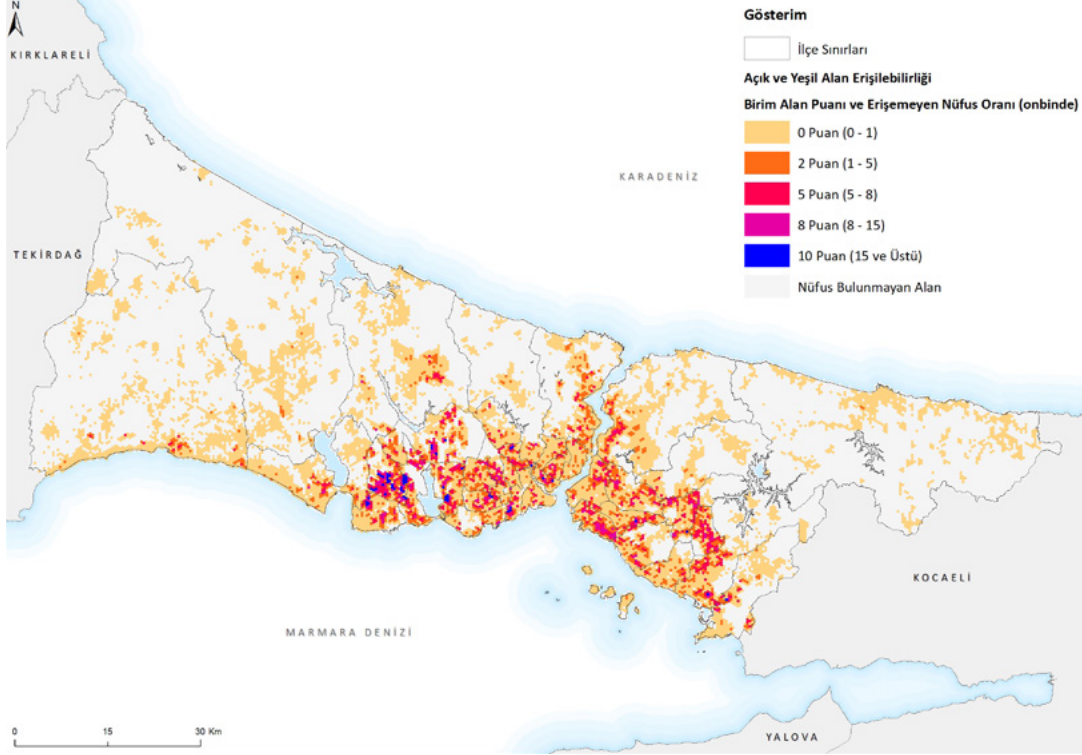 N
KIRKLARELİ
TEKİRDAĞ
KARADENİZ
MARMARA DENİZİ
KOCAELİ
YALOVA
0 15 30 Km
Gösterim
İlçe Sınırları
Açık ve Yeşil Alan Erişilebilirliği
Birim Alan Puanı ve Erişemeyen Nüfus Oranı (onbinde)
0 Puan (0 - 1)
2 Puan (1 - 5)
5 Puan (5 - 8)
8 Puan (8 - 15)
10 Puan (15 ve Üstü)
Nüfus Bulunmayan Alan